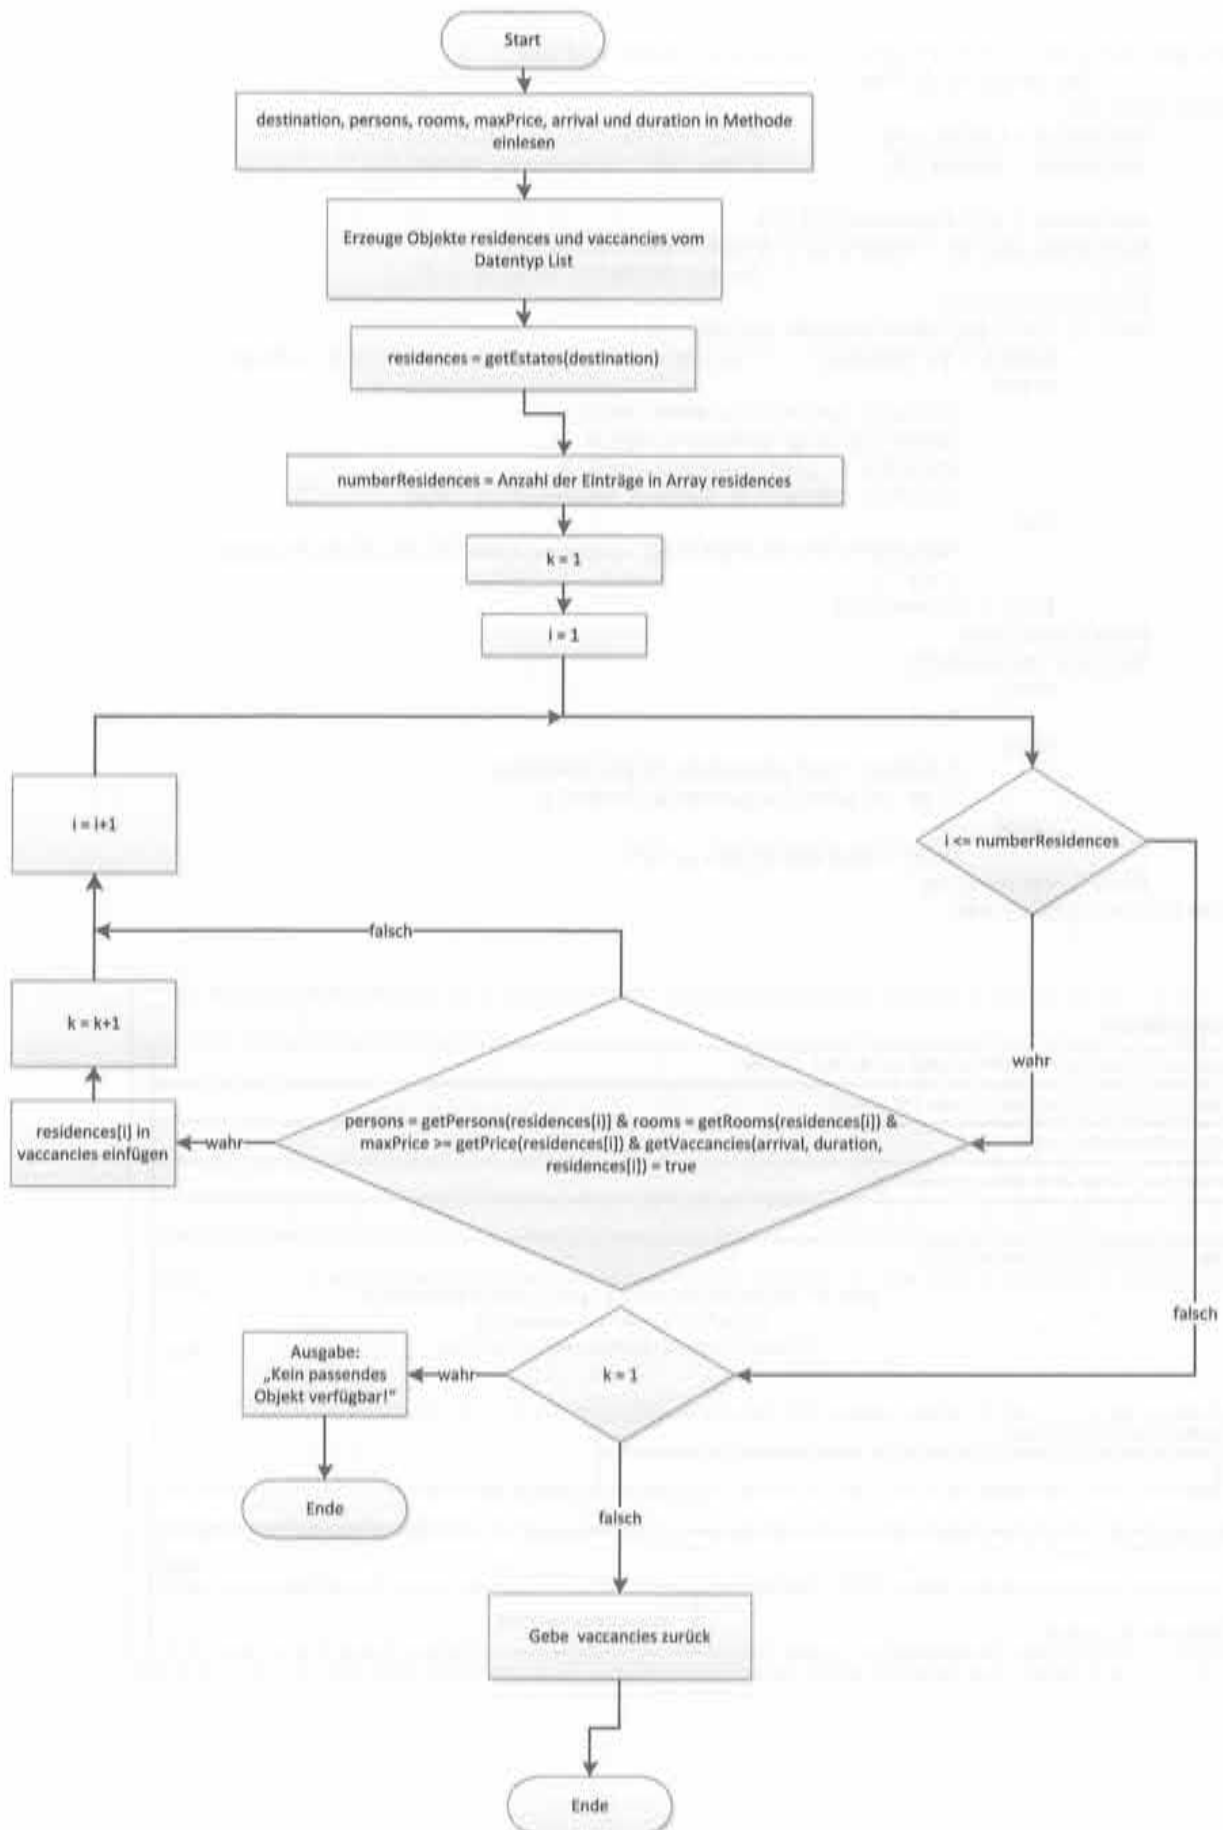 Start
destination, persons, rooms, maxPrice, arrival und duration in Methode
einlesen
Erzeuge Objekte residences und vaccancies vom
Datentyp List
residences = getEstates(destination)
numberResidences = Anzahl der Einträge in Array residences
k = 1
i = 1
i = i+1
i <= numberResidences
falsch
k = k+1
wahr
persons = getPersons(residences[i]) & rooms = getRooms(residences[i]) &
maxPrice >= getPrice(residences[i]) & getVaccancies(arrival, duration,
residences[i]) = true
wahr
residences[i] in
vaccancies einfügen
falsch
Ausgabe:
„Kein passendes
Objekt verfügbar!“
wahr
k = 1
Ende
falsch
Gebe vaccancies zurück
Ende